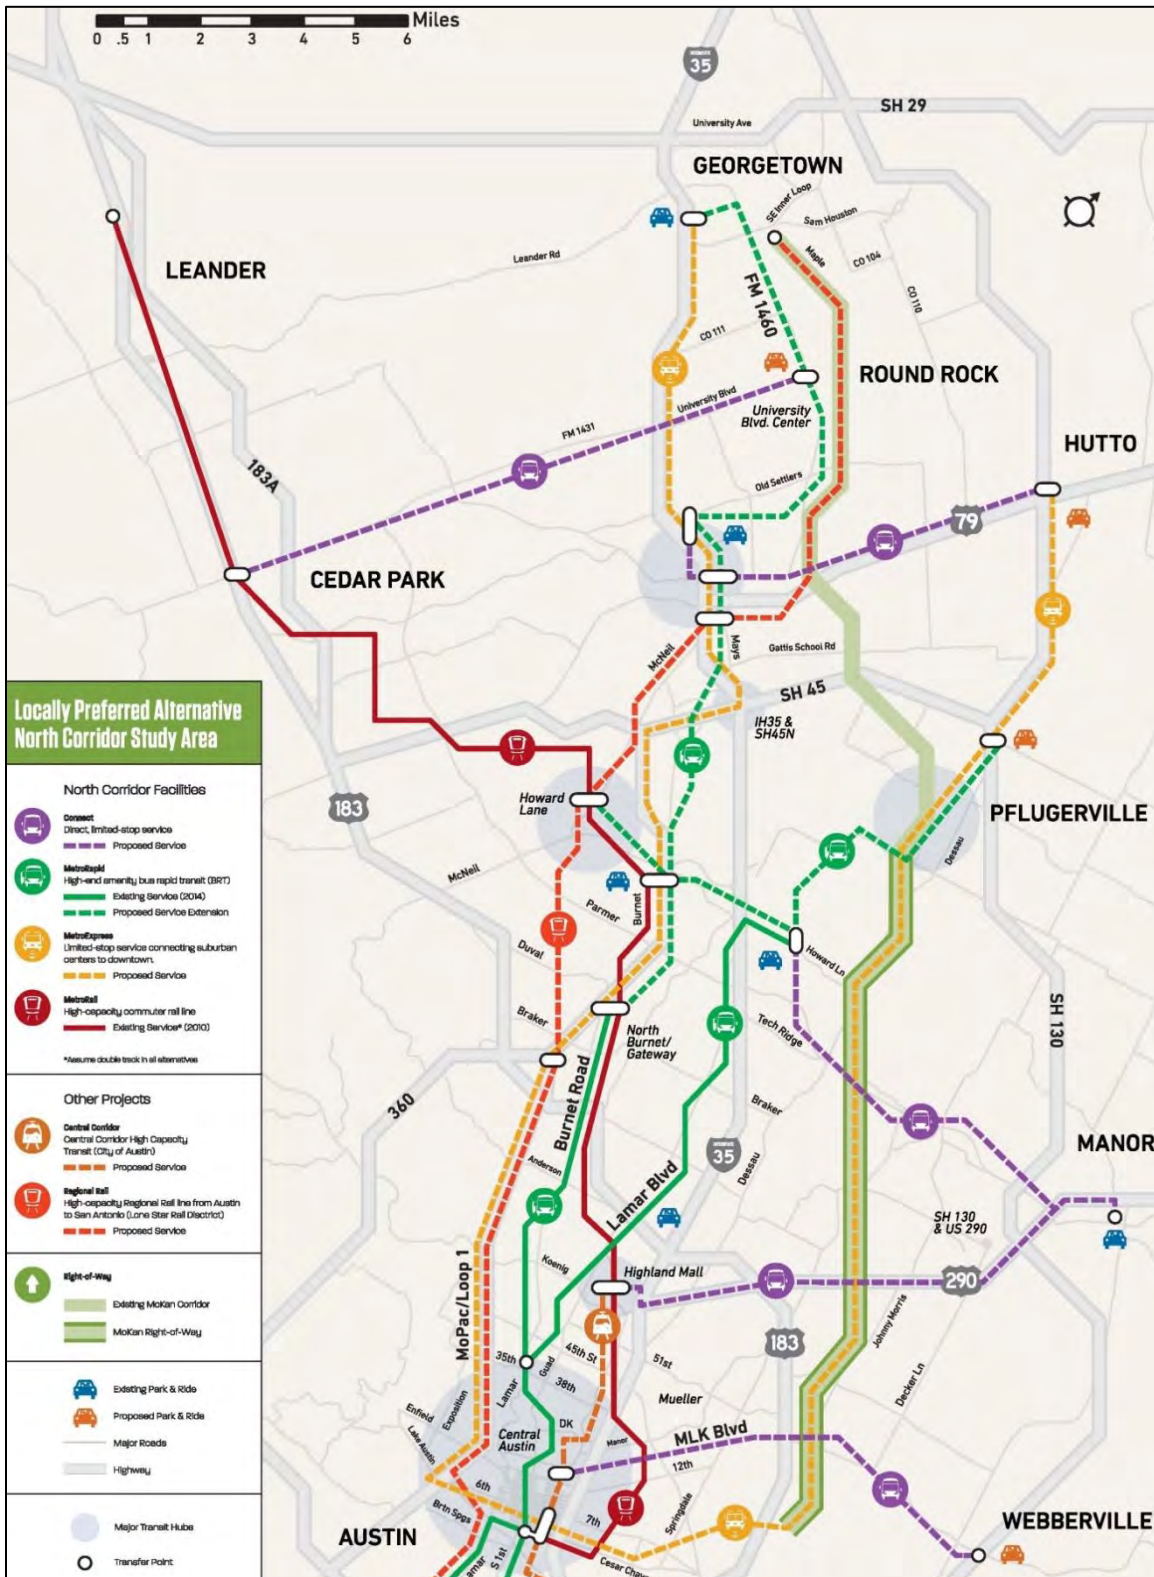 Miles
0 .5 1 2 3 4 5 6
INTERSTATE
35
SH 29
University Ave
GEORGETOWN
SE Inner Loop
Sam Houston
Leander Rd
Maple
CO 104
LEANDER
FM 1460
CO 110
CO 111
ROUND ROCK
University Blvd
University
Blvd. Center
FM 1431
HUTTO
183A
Old Settlers
79
CEDAR PARK
McNeil
Mays
Gattis School Rd
SH 45
IH35 &
SH45N
Howard
Lane
183
PFLUGERVILLE
Dessau
McNeil
Parmer
Burnet
Duval
Howard Ln
Braker
North
Burnet/
Gateway
Tech Ridge
SH 130
360
Burnet Road
Braker
MANOR
Anderson
Lamar Blvd
35
Dessau
SH 130
& US 290
Koenig
Highland Mall
290
MoPac/Loop 1
183
Johnny Morris
35th
Guad
45th St
38th
51st
Decker Ln
Lamar
Mueller
Enfield
Exposition
Lake Austin
Central
Austin
DK
Manor
MLK Blvd
12th
6th
Brtn Spgs
7th
Springdale
AUSTIN
WEBBERVILLE
Lamar
S 1st
Cesar Chavez
Locally Preferred Alternative
North Corridor Study Area
North Corridor Facilities
Connect
Direct, limited-stop service
Proposed Service
MetroRapid
High-end amenity bus rapid transit (BRT)
Existing Service (2014)
Proposed Service Extension
MetroExpress
Limited-stop service connecting suburban
centers to downtown.
Proposed Service
MetroRail
High-capacity commuter rail line
Existing Service* (2010)
*Assume double track in all alternatives
Other Projects
Central Corridor
Central Corridor High Capacity
Transit (City of Austin)
Proposed Service
Regional Rail
High-capacity Regional Rail line from Austin
to San Antonio (Lone Star Rail District)
Proposed Service
Right-of-Way
Existing MoKan Corridor
MoKan Right-of-Way
Existing Park & Ride
Proposed Park & Ride
Major Roads
Highway
Major Transit Hubs
Transfer Point